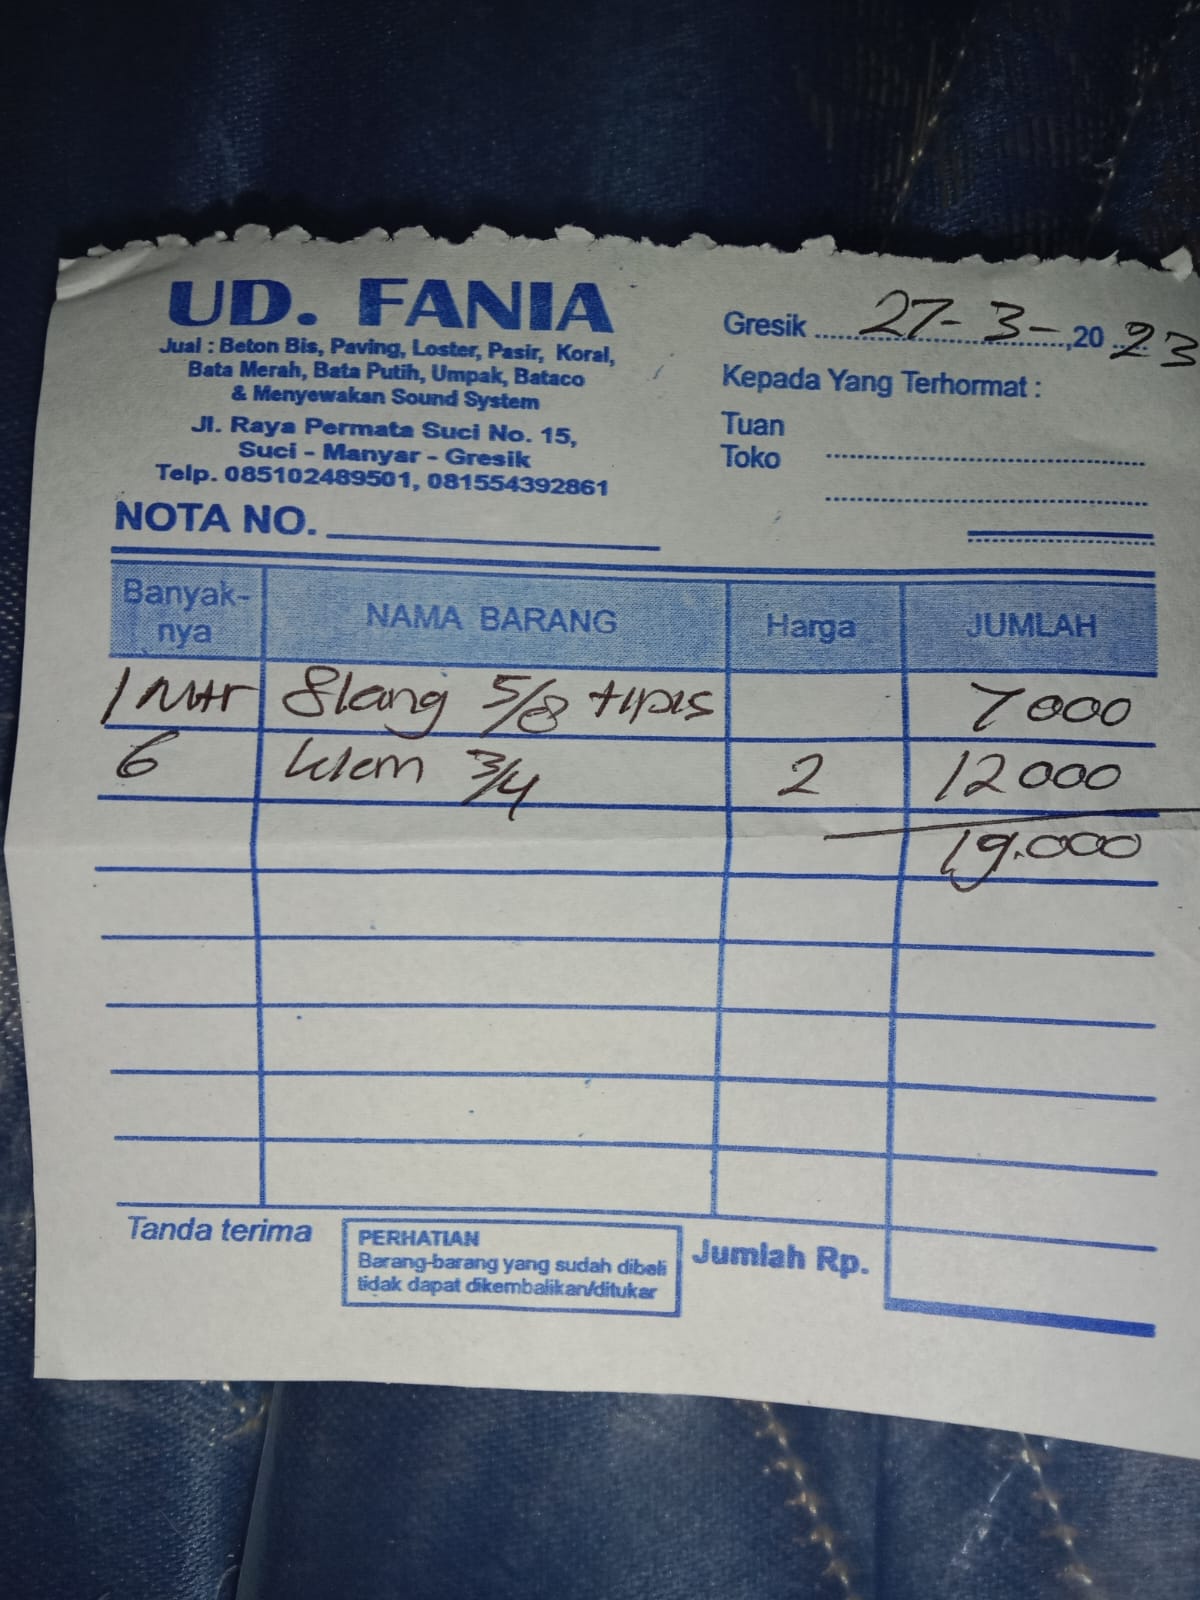 UD. FANIA
Jual : Beton Bis, Paving, Loster, Pasir, Koral,
Bata Merah, Bata Putih, Umpak, Bataco
& Menyewakan Sound System
Jl. Raya Permata Suci No. 15,
Suci - Manyar - Gresik
Telp. 085102489501, 081554392861
NOTA NO.
Gresik 27-3-, 20 23
Kepada Yang Terhormat :
Tuan
Toko
Banyak-nya NAMA BARANG Harga JUMLAH
1 Mtr Slang 5/8 tipis 7000
6 klem 3/4 2 12000
19.000
Tanda terima
PERHATIAN
Barang-barang yang sudah dibeli
tidak dapat dikembalikan/ditukar
Jumlah Rp.